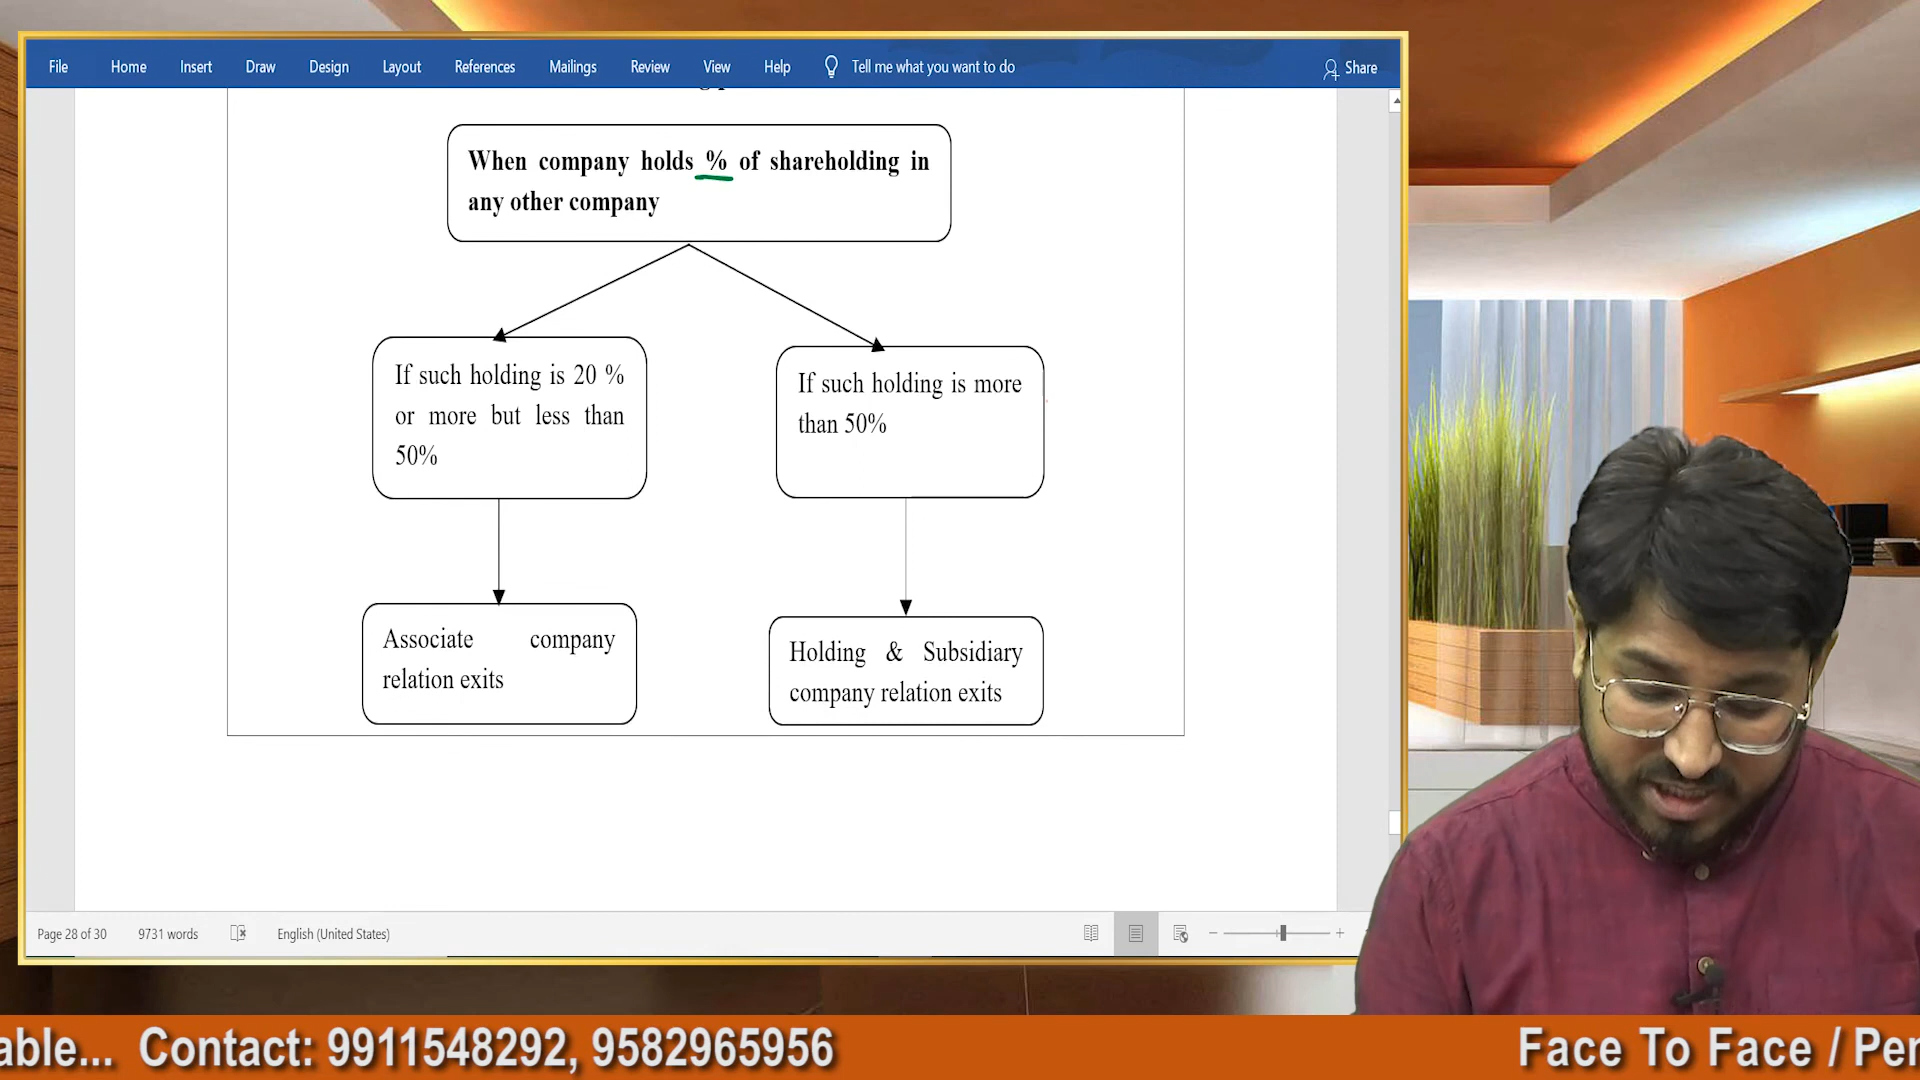 File Home Insert Draw Design Layout References Mailings Review View Help Tell me what you want to do Share
When company holds % of shareholding in
any other company
If such holding is 20 %
or more but less than
50%
If such holding is more
than 50%
Associate company
relation exits
Holding & Subsidiary
company relation exits
Page 28 of 30 9731 words English (United States)
able... Contact: 9911548292, 9582965956 Face To Face / Per